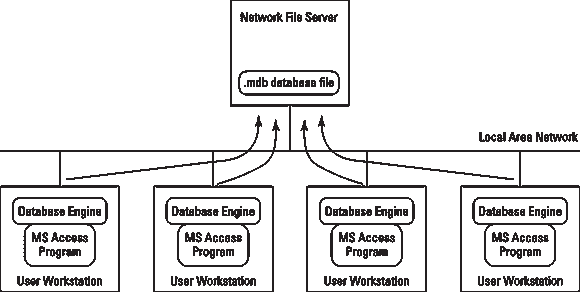 Network File Server
.mdb database file
Local Area Network
Database Engine
MS Access
Program
User Workstation
Database Engine
MS Access
Program
User Workstation
Database Engine
MS Access
Program
User Workstation
Database Engine
MS Access
Program
User Workstation